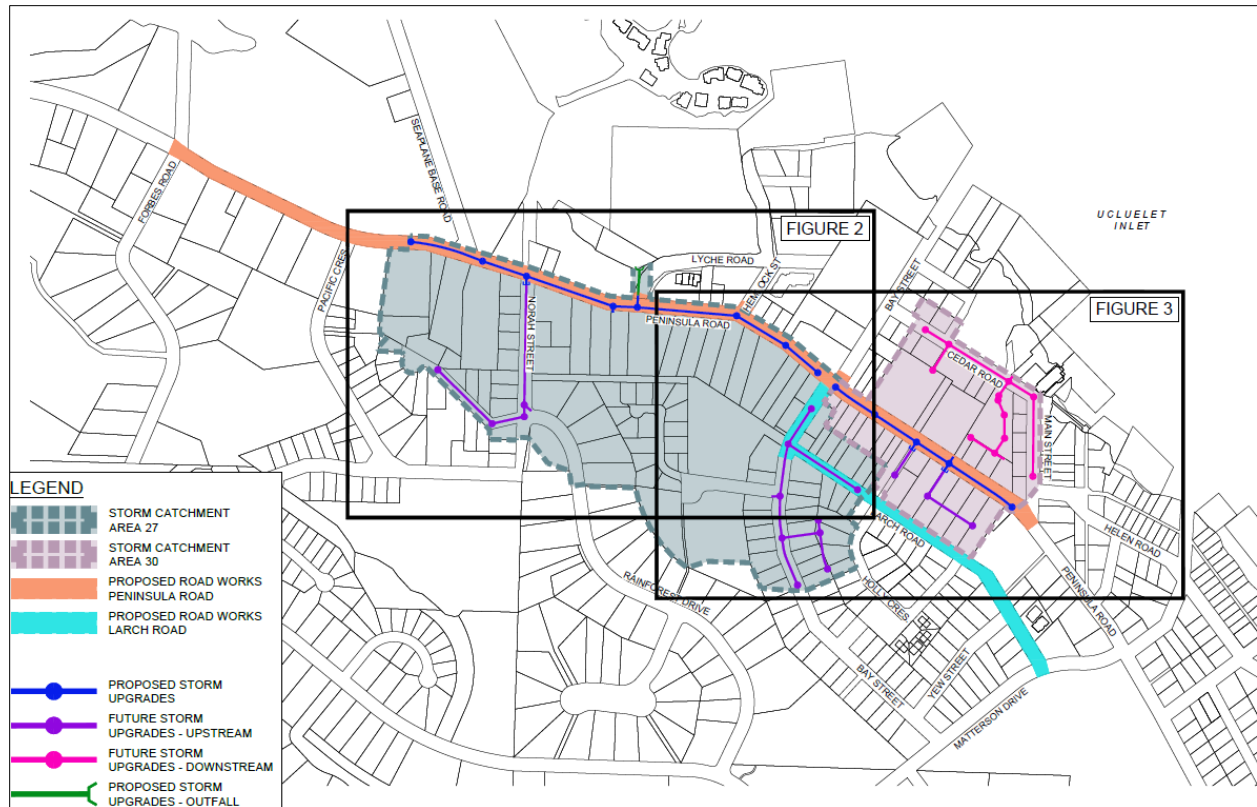 UCLUELET
INLET
SEAPLANE BASE ROAD
FORBES ROAD
FIGURE 2
LYCHE ROAD
HEMLOCK ST
BAY STREET
PACIFIC CRES
FIGURE 3
NORAH STREET
PENINSULA ROAD
CEDAR ROAD
MAIN STREET
LARCH ROAD
HELEN ROAD
RAINFOREST DRIVE
HOLLY CRES
PENINSULA ROAD
BAY STREET
YEW STREET
MATTERSON DRIVE
LEGEND
STORM CATCHMENT
AREA 27
STORM CATCHMENT
AREA 30
PROPOSED ROAD WORKS
PENINSULA ROAD
PROPOSED ROAD WORKS
LARCH ROAD
PROPOSED STORM
UPGRADES
FUTURE STORM
UPGRADES - UPSTREAM
FUTURE STORM
UPGRADES - DOWNSTREAM
PROPOSED STORM
UPGRADES - OUTFALL